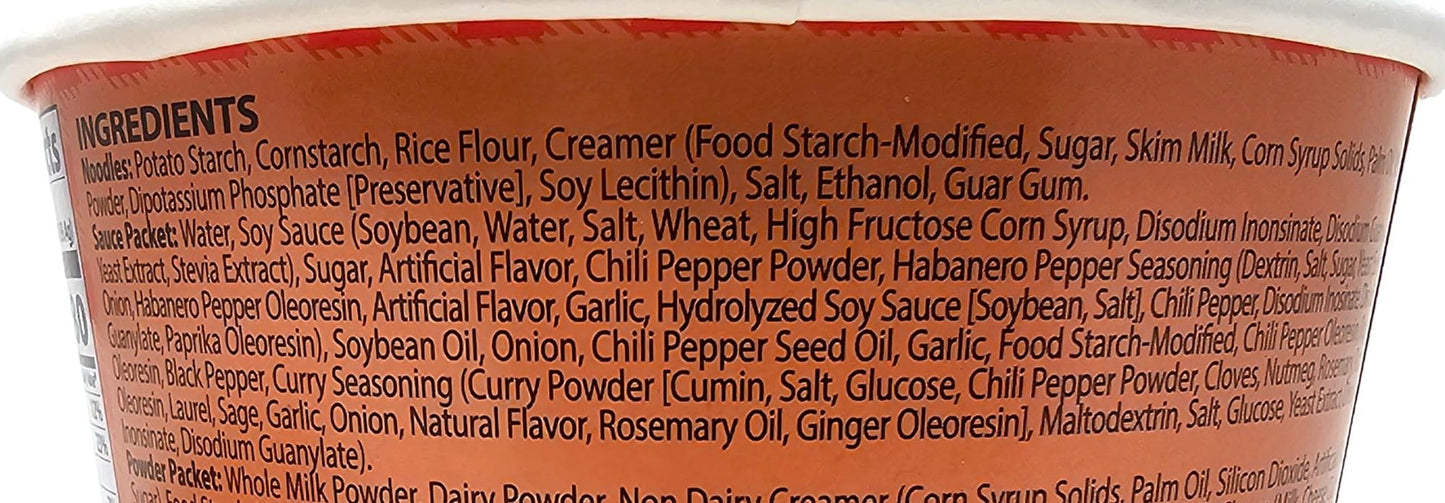 INGREDIENTS
Noodles: Potato Starch, Cornstarch, Rice Flour, Creamer (Food Starch-Modified, Sugar, Skim Milk, Corn Syrup Solids, Palm
Powder, Dipotassium Phosphate [Preservative], Soy Lecithin), Salt, Ethanol, Guar Gum.
Sauce Packet: Water, Soy Sauce (Soybean, Water, Salt, Wheat, High Fructose Corn Syrup, Disodium Inonsinate, Disodium
Yeast Extract, Stevia Extract), Sugar, Artificial Flavor, Chili Pepper Powder, Habanero Pepper Seasoning (Dextrin, Salt, Sugar,
Onion, Habanero Pepper Oleoresin, Artificial Flavor, Garlic, Hydrolyzed Soy Sauce [Soybean, Salt], Chili Pepper, Disodium Inosinate,
Guanylate, Paprika Oleoresin), Soybean Oil, Onion, Chili Pepper Seed Oil, Garlic, Food Starch-Modified, Chili Pepper
Oleoresin, Black Pepper, Curry Seasoning (Curry Powder [Cumin, Salt, Glucose, Chili Pepper Powder, Cloves, Nutmeg, Rosemary
Oleoresin, Laurel, Sage, Garlic, Onion, Natural Flavor, Rosemary Oil, Ginger Oleoresin], Maltodextrin, Salt, Glucose, Yeast Extract,
Inonsinate, Disodium Guanylate).
Powder Packet: Whole Milk Powder, Dairy Powder, Non Dairy Creamer (Corn Syrup Solids, Palm Oil, Silicon Dioxide,